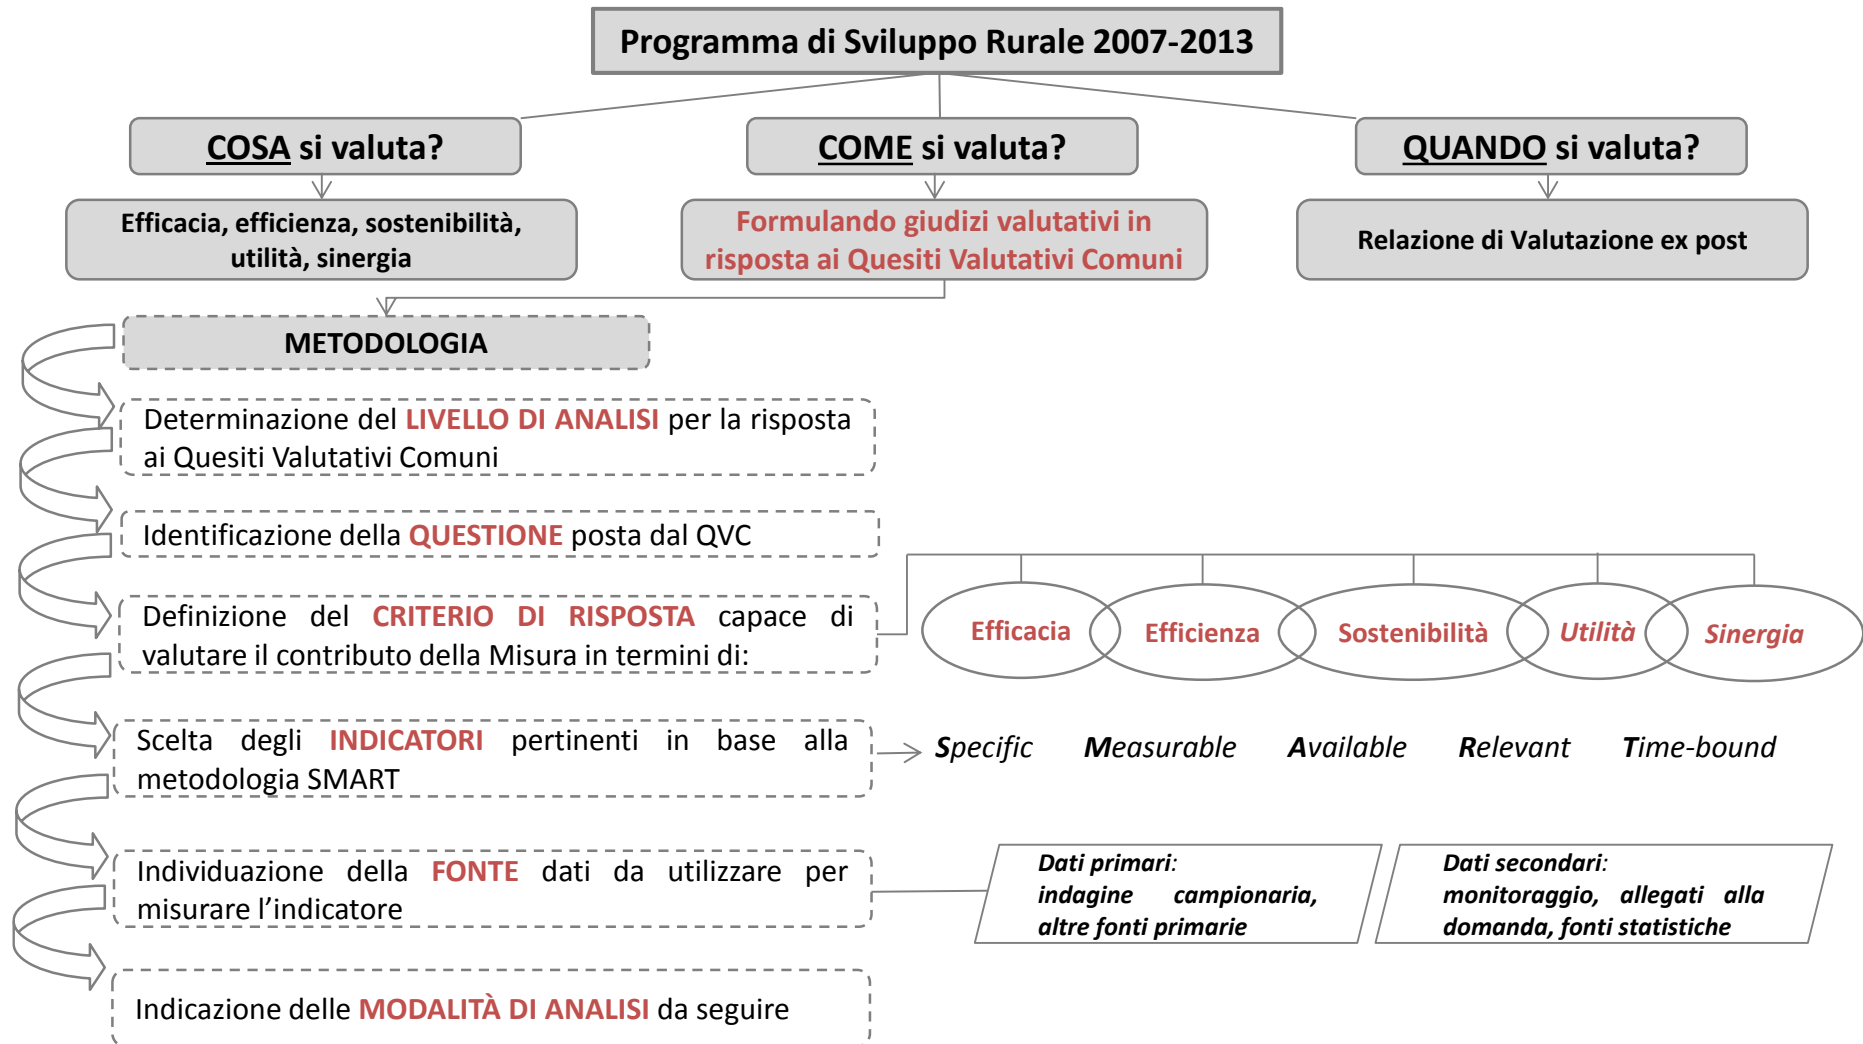 Programma di Sviluppo Rurale 2007-2013
COSA si valuta?
COME si valuta?
QUANDO si valuta?
Efficacia, efficienza, sostenibilità,
utilità, sinergia
Formulando giudizi valutativi in
risposta ai Quesiti Valutativi Comuni
Relazione di Valutazione ex post
METODOLOGIA
Determinazione del LIVELLO DI ANALISI per la risposta
ai Quesiti Valutativi Comuni
Identificazione della QUESTIONE posta dal QVC
Definizione del CRITERIO DI RISPOSTA capace di
valutare il contributo della Misura in termini di:
Efficacia
Efficienza
Sostenibilità
Utilità
Sinergia
Scelta degli INDICATORI pertinenti in base alla
metodologia SMART
Specific Measurable Available Relevant Time-bound
Individuazione della FONTE dati da utilizzare per
misurare l'indicatore
Dati primari:
indagine campionaria,
altre fonti primarie
Dati secondari:
monitoraggio, allegati alla
domanda, fonti statistiche
Indicazione delle MODALITÀ DI ANALISI da seguire